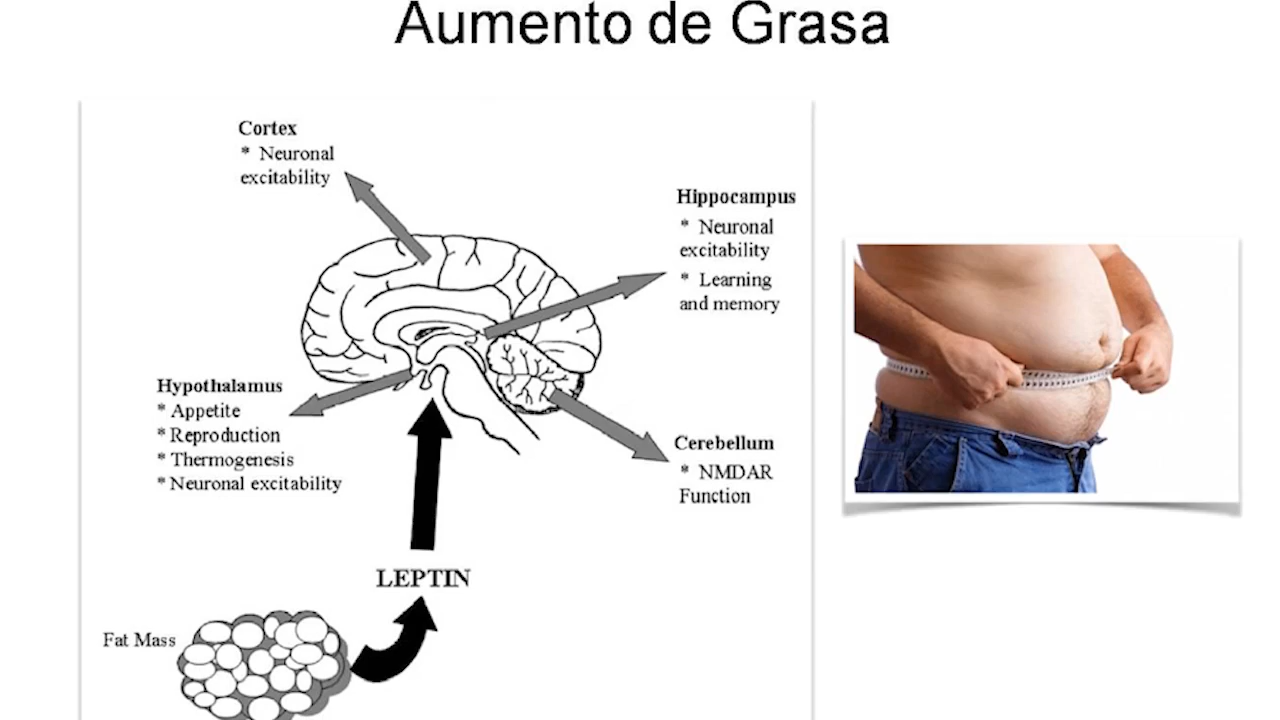 Aumento de Grasa
Cortex
* Neuronal
excitability
Hippocampus
* Neuronal
excitability
* Learning
and memory
Hypothalamus
* Appetite
* Reproduction
* Thermogenesis
* Neuronal excitability
Cerebellum
* NMDAR
Function
LEPTIN
Fat Mass